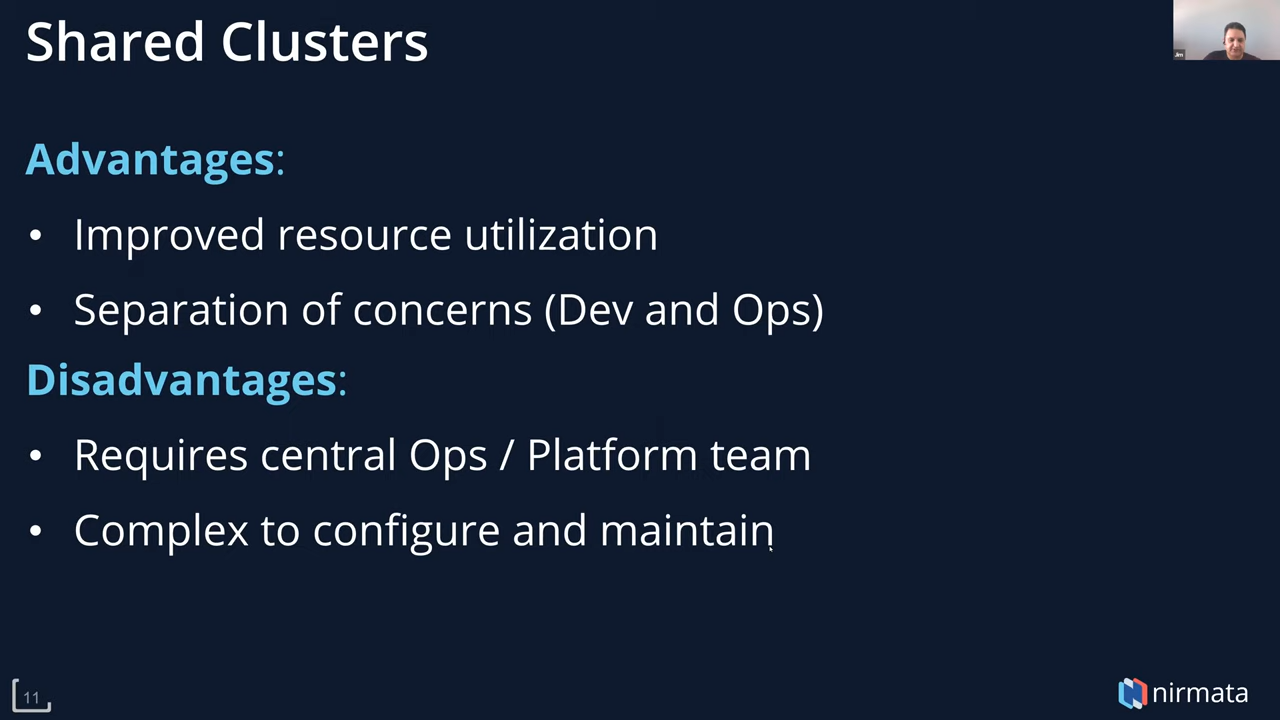 Shared Clusters
Advantages:
• Improved resource utilization
• Separation of concerns (Dev and Ops)
Disadvantages:
• Requires central Ops / Platform team
• Complex to configure and maintain
11
nirmata